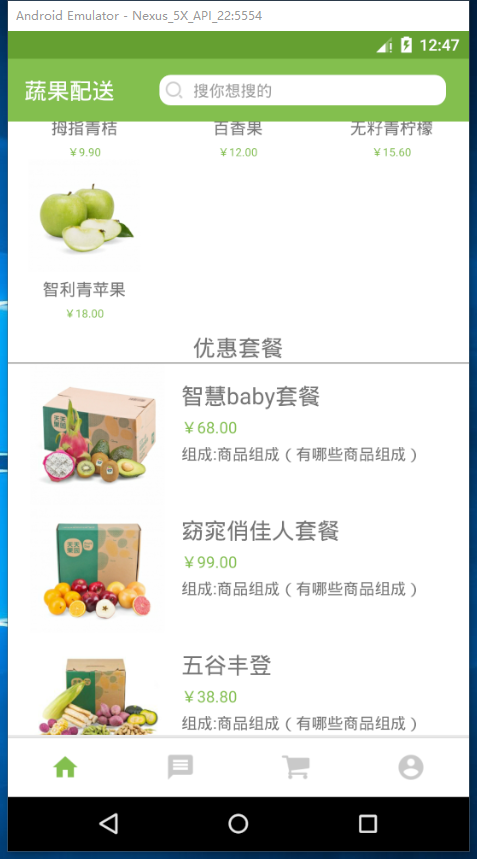 Android Emulator - Nexus_5X_API_22:5554
12:47
蔬果配送
搜你想搜的
拇指青桔 百香果 无籽青柠檬
￥9.90 ￥12.00 ￥15.60
智利青苹果
￥18.00
优惠套餐
智慧baby套餐
￥68.00
组成:商品组成（有哪些商品组成）
窈窕俏佳人套餐
￥99.00
组成:商品组成（有哪些商品组成）
五谷丰登
￥38.80
组成:商品组成（有哪些商品组成）